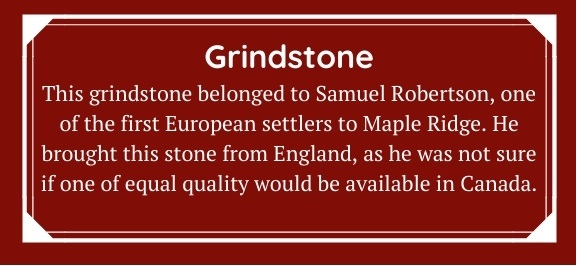 Grindstone
This grindstone belonged to Samuel Robertson, one
of the first European settlers to Maple Ridge. He
brought this stone from England, as he was not sure
if one of equal quality would be available in Canada.